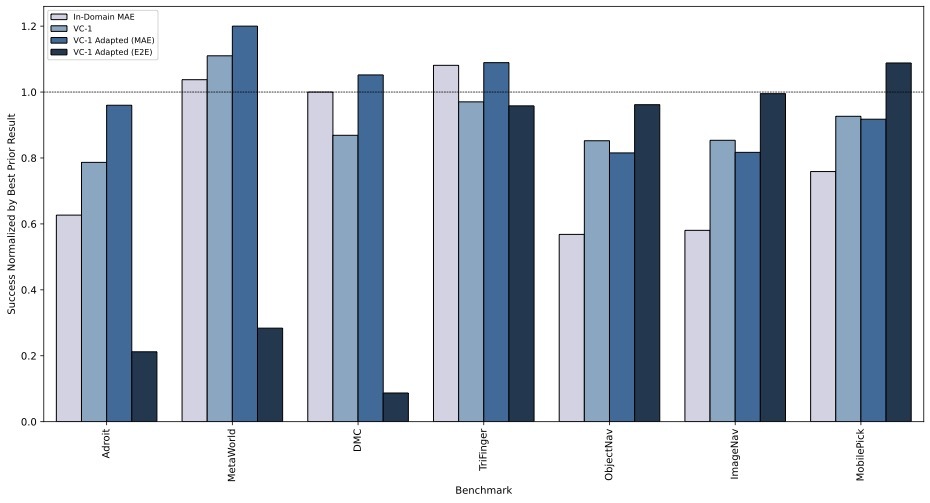 In-Domain MAE
VC-1
VC-1 Adapted (MAE)
VC-1 Adapted (E2E)
Success Normalized by Best Prior Result
1.2
1.0
0.8
0.6
0.4
0.2
0.0
Adroit
MetaWorld
DMC
TriFinger
ObjectNav
ImageNav
MobilePick
Benchmark